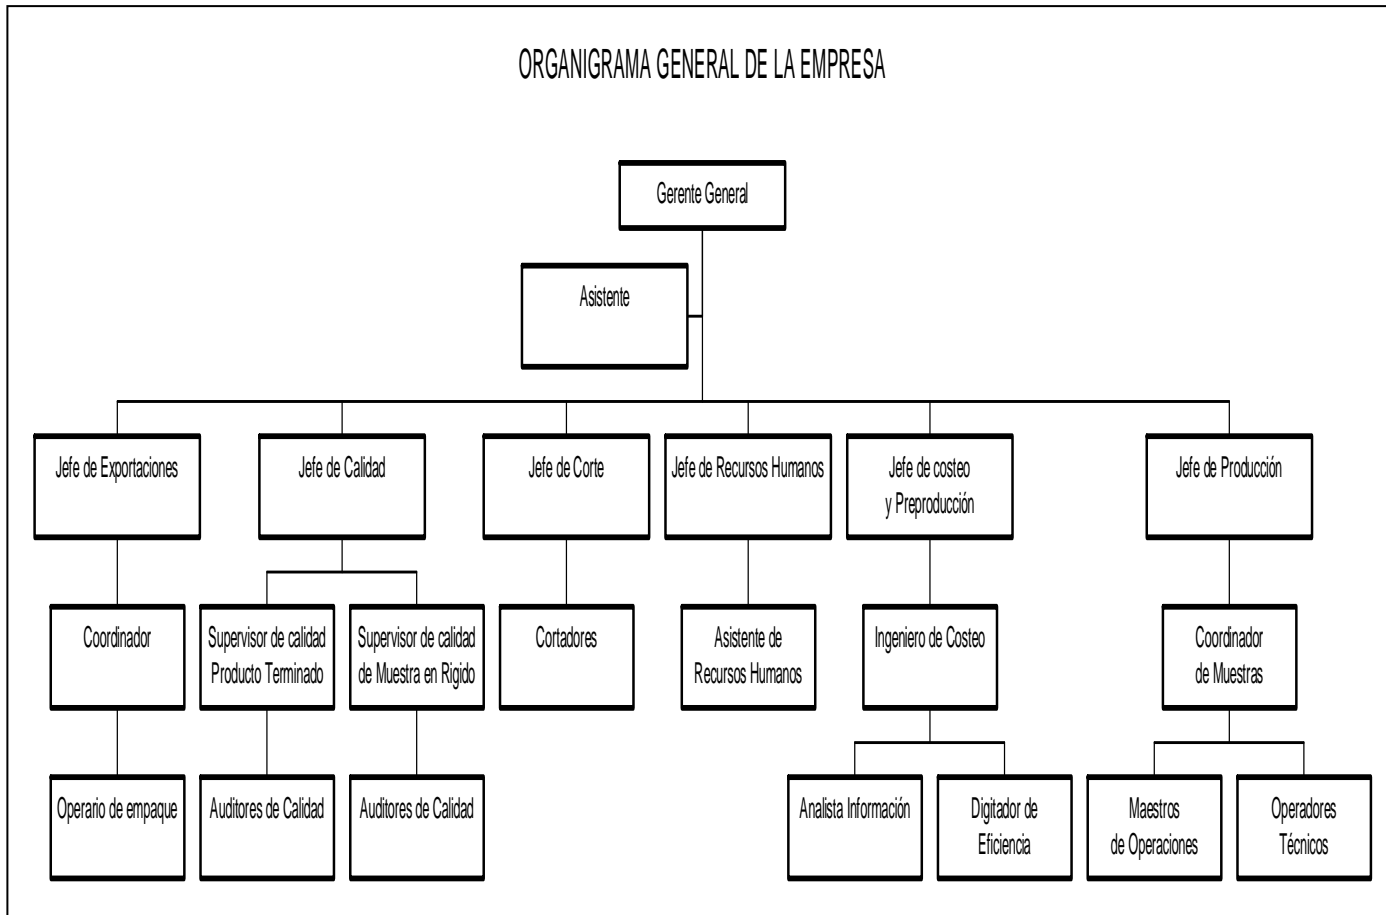 ORGANIGRAMA GENERAL DE LA EMPRESA
Gerente General
Asistente
Jefe de Exportaciones
Jefe de Calidad
Jefe de Corte
Jefe de Recursos Humanos
Jefe de costeo
y Preproducción
Jefe de Producción
Coordinador
Supervisor de calidad
Producto Terminado
Supervisor de calidad
de Muestra en Rigido
Cortadores
Asistente de
Recursos Humanos
Ingeniero de Costeo
Coordinador
de Muestras
Operario de empaque
Auditores de Calidad
Auditores de Calidad
Analista Información
Digitador de
Eficiencia
Maestros
de Operaciones
Operadores
Técnicos